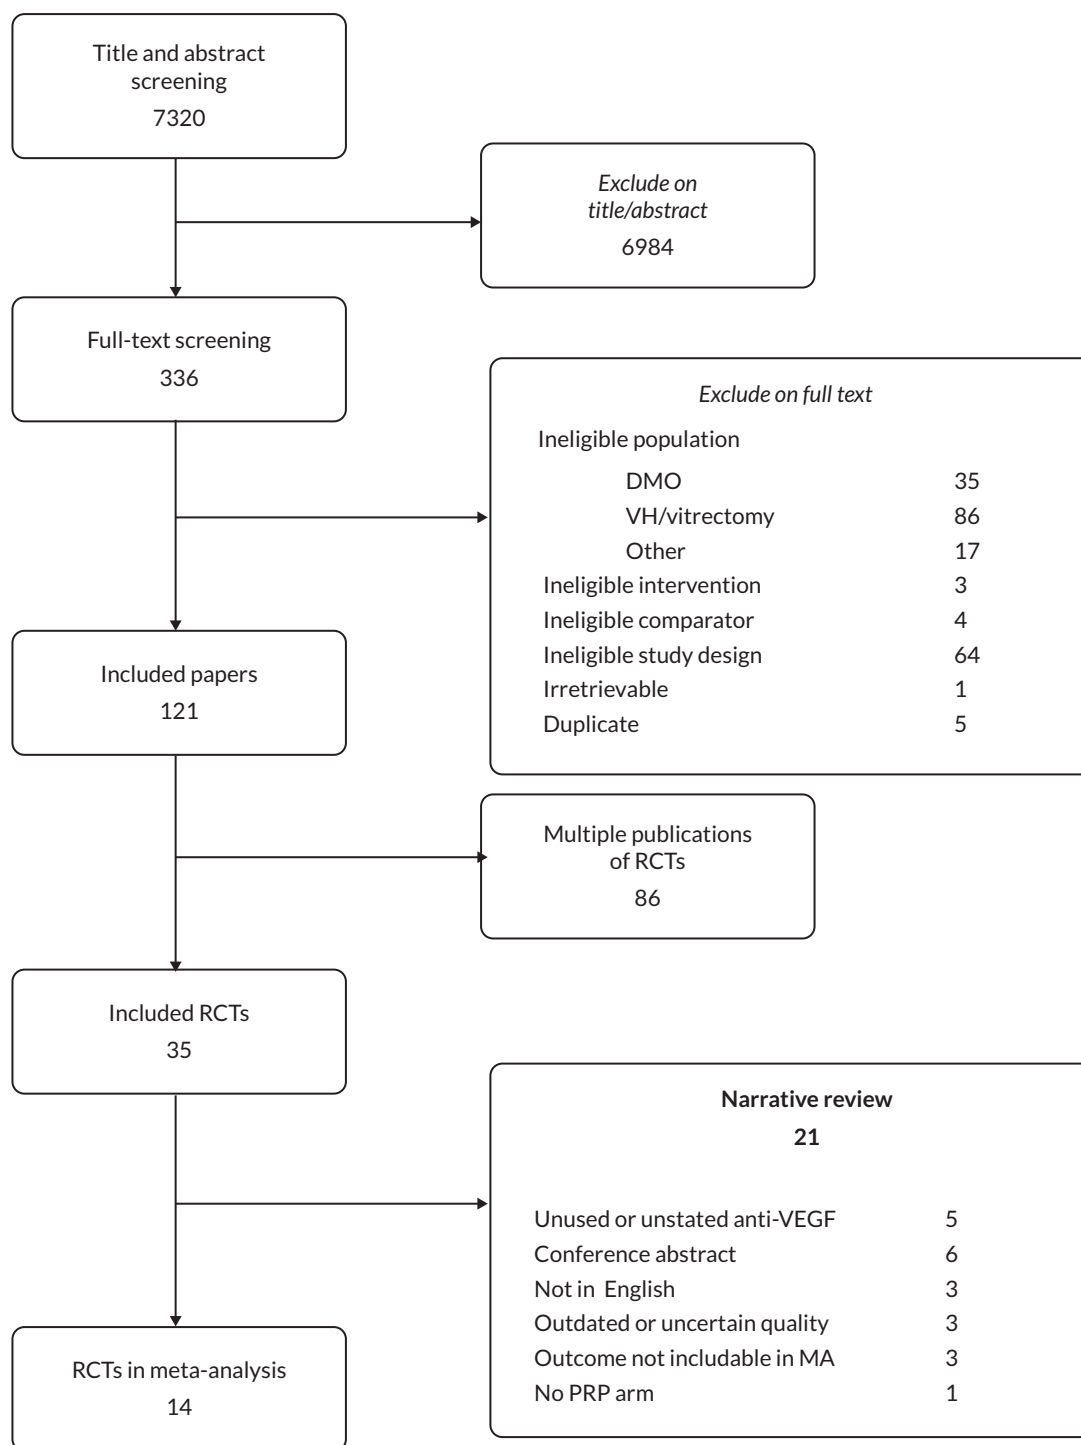 Title and abstract
screening
7320
Exclude on
title/abstract
6984
Full-text screening
336
Exclude on full text
Ineligible population
DMO 35
VH/vitrectomy 86
Other 17
Ineligible intervention 3
Ineligible comparator 4
Ineligible study design 64
Irretrievable 1
Duplicate 5
Included papers
121
Multiple publications
of RCTs
86
Included RCTs
35
Narrative review
21
Unused or unstated anti-VEGF 5
Conference abstract 6
Not in English 3
Outdated or uncertain quality 3
Outcome not includable in MA 3
No PRP arm 1
RCTs in meta-analysis
14